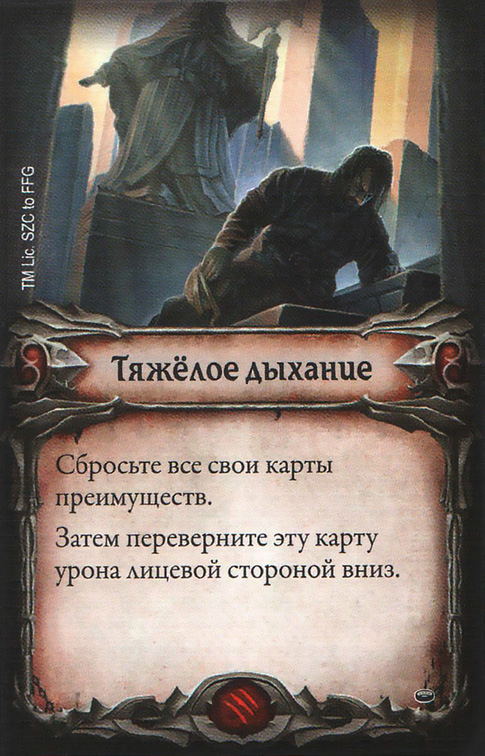 TM Lic. SZC to FFG
Тяжёлое дыхание
Сбросьте все свои карты
преимуществ.
Затем переверните эту карту
урона лицевой стороной вниз.